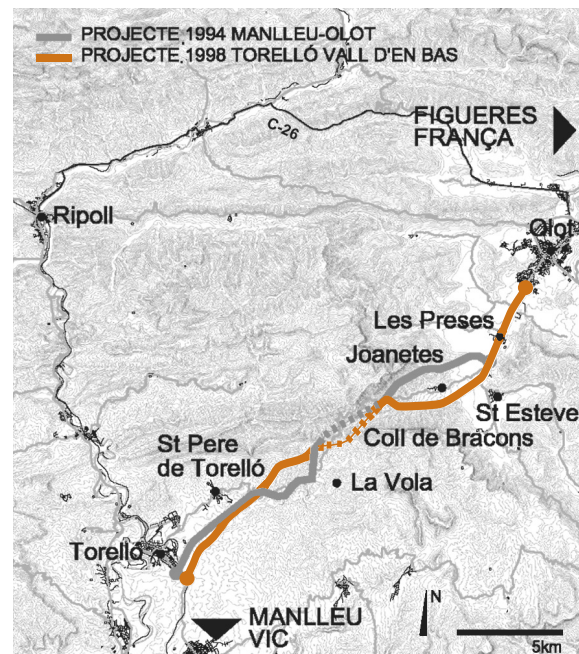 PROJECTE 1994 MANLLEU-OLOT
PROJECTE 1998 TORELLÓ VALL D'EN BAS
FIGUERES
FRANÇA
C-26
Ripoll
Olot
Les Preses
Joanetes
St Esteve
Coll de Bracons
St Pere
de Torelló
La Vola
Torelló
MANLLEU
VIC
N
5km